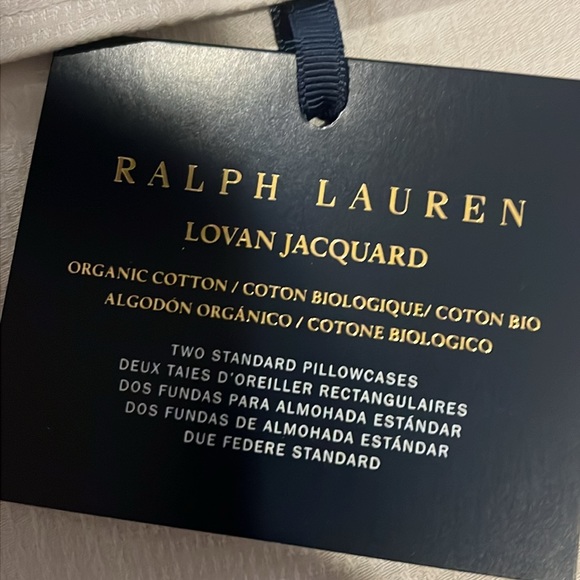 RALPH LAUREN
LOVAN JACQUARD
ORGANIC COTTON / COTON BIOLOGIQUE/ COTON BIO
ALGODÓN ORGÁNICO / COTONE BIOLOGICO
TWO STANDARD PILLOWCASES
DEUX TAIES D'OREILLER RECTANGULAIRES
DOS FUNDAS PARA ALMOHADA ESTÁNDAR
DOS FUNDAS DE ALMOHADA ESTÁNDAR
DUE FEDERE STANDARD